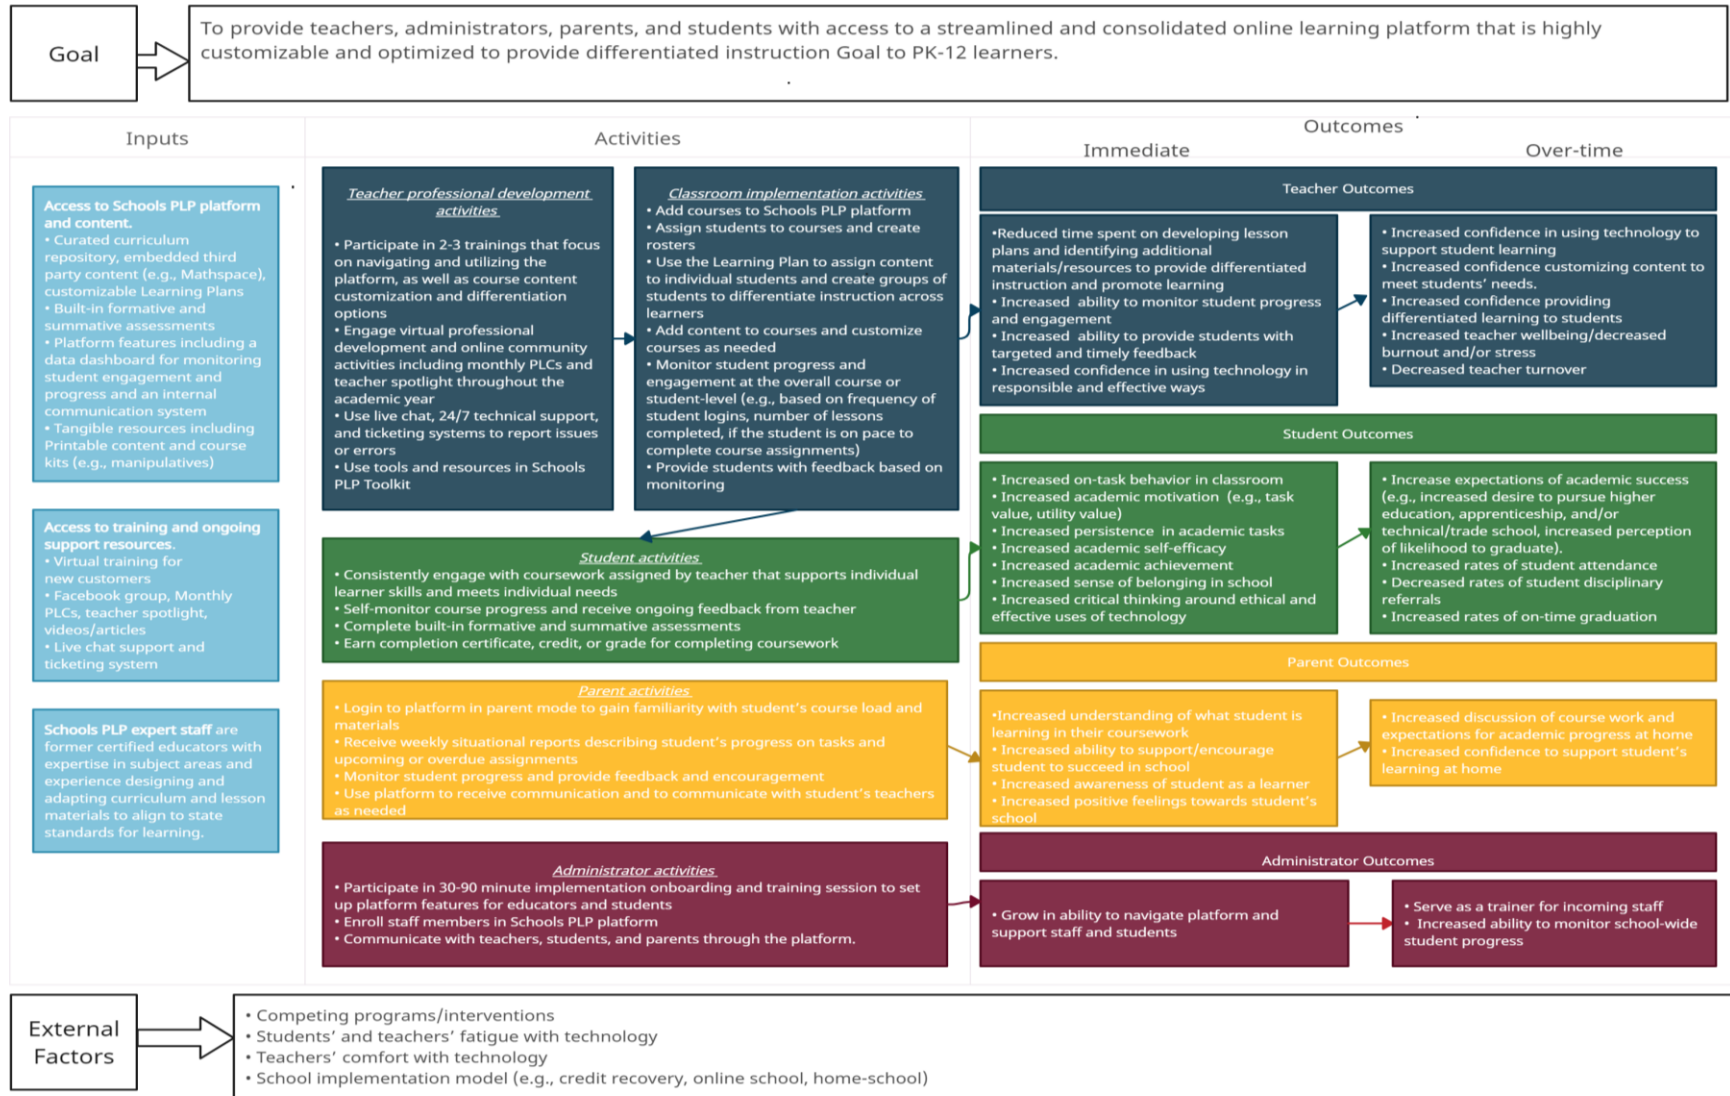 Goal
To provide teachers, administrators, parents, and students with access to a streamlined and consolidated online learning platform that is highly
customizable and optimized to provide differentiated instruction Goal to PK-12 learners.
.
Inputs
Activities
Outcomes
Immediate
Over-time
Access to Schools PLP platform
and content.
• Curated curriculum
repository, embedded third
party content (e.g., Mathspace),
customizable Learning Plans
• Built-in formative and
summative assessments
• Platform features including a
data dashboard for monitoring
student engagement and
progress and an internal
communication system
• Tangible resources including
Printable content and course
kits (e.g., manipulatives)
Access to training and ongoing
support resources.
• Virtual training for
new customers
• Facebook group, Monthly
PLCs, teacher spotlight,
videos/articles
• Live chat support and
ticketing system
Schools PLP expert staff are
former certified educators with
expertise in subject areas and
experience designing and
adapting curriculum and lesson
materials to align to state
standards for learning.
Teacher professional development
activities
• Participate in 2-3 trainings that focus
on navigating and utilizing the
platform, as well as course content
customization and differentiation
options
• Engage virtual professional
development and online community
activities including monthly PLCs and
teacher spotlight throughout the
academic year
• Use live chat, 24/7 technical support,
and ticketing systems to report issues
or errors
• Use tools and resources in Schools
PLP Toolkit
Classroom implementation activities
• Add courses to Schools PLP platform
• Assign students to courses and create
rosters
• Use the Learning Plan to assign content
to individual students and create groups of
students to differentiate instruction across
learners
• Add content to courses and customize
courses as needed
• Monitor student progress and
engagement at the overall course or
student-level (e.g., based on frequency of
student logins, number of lessons
completed, if the student is on pace to
complete course assignments)
• Provide students with feedback based on
monitoring
Student activities
• Consistently engage with coursework assigned by teacher that supports individual
learner skills and meets individual needs
• Self-monitor course progress and receive ongoing feedback from teacher
• Complete built-in formative and summative assessments
• Earn completion certificate, credit, or grade for completing coursework
Parent activities
• Login to platform in parent mode to gain familiarity with student's course load and
materials
• Receive weekly situational reports describing student's progress on tasks and
upcoming or overdue assignments
• Monitor student progress and provide feedback and encouragement
• Use platform to receive communication and to communicate with student's teachers
as needed
Administrator activities
• Participate in 30-90 minute implementation onboarding and training session to set
up platform features for educators and students
• Enroll staff members in Schools PLP platform
• Communicate with teachers, students, and parents through the platform.
Teacher Outcomes
•Reduced time spent on developing lesson
plans and identifying additional
materials/resources to provide differentiated
instruction and promote learning
• Increased ability to monitor student progress
and engagement
• Increased ability to provide students with
targeted and timely feedback
• Increased confidence in using technology in
responsible and effective ways
• Increased confidence in using technology to
support student learning
• Increased confidence customizing content to
meet students' needs.
• Increased confidence providing
differentiated learning to students
• Increased teacher wellbeing/decreased
burnout and/or stress
• Decreased teacher turnover
Student Outcomes
• Increased on-task behavior in classroom
• Increased academic motivation (e.g., task
value, utility value)
• Increased persistence in academic tasks
• Increased academic self-efficacy
• Increased academic achievement
• Increased sense of belonging in school
• Increased critical thinking around ethical and
effective uses of technology
• Increase expectations of academic success
(e.g., increased desire to pursue higher
education, apprenticeship, and/or
technical/trade school, increased perception
of likelihood to graduate).
• Increased rates of student attendance
• Decreased rates of student disciplinary
referrals
• Increased rates of on-time graduation
Parent Outcomes
•Increased understanding of what student is
learning in their coursework
• Increased ability to support/encourage
student to succeed in school
• Increased awareness of student as a learner
• Increased positive feelings towards student's
school
• Increased discussion of course work and
expectations for academic progress at home
• Increased confidence to support student's
learning at home
Administrator Outcomes
• Grow in ability to navigate platform and
support staff and students
• Serve as a trainer for incoming staff
• Increased ability to monitor school-wide
student progress
External
Factors
• Competing programs/interventions
• Students' and teachers' fatigue with technology
• Teachers' comfort with technology
• School implementation model (e.g., credit recovery, online school, home-school)